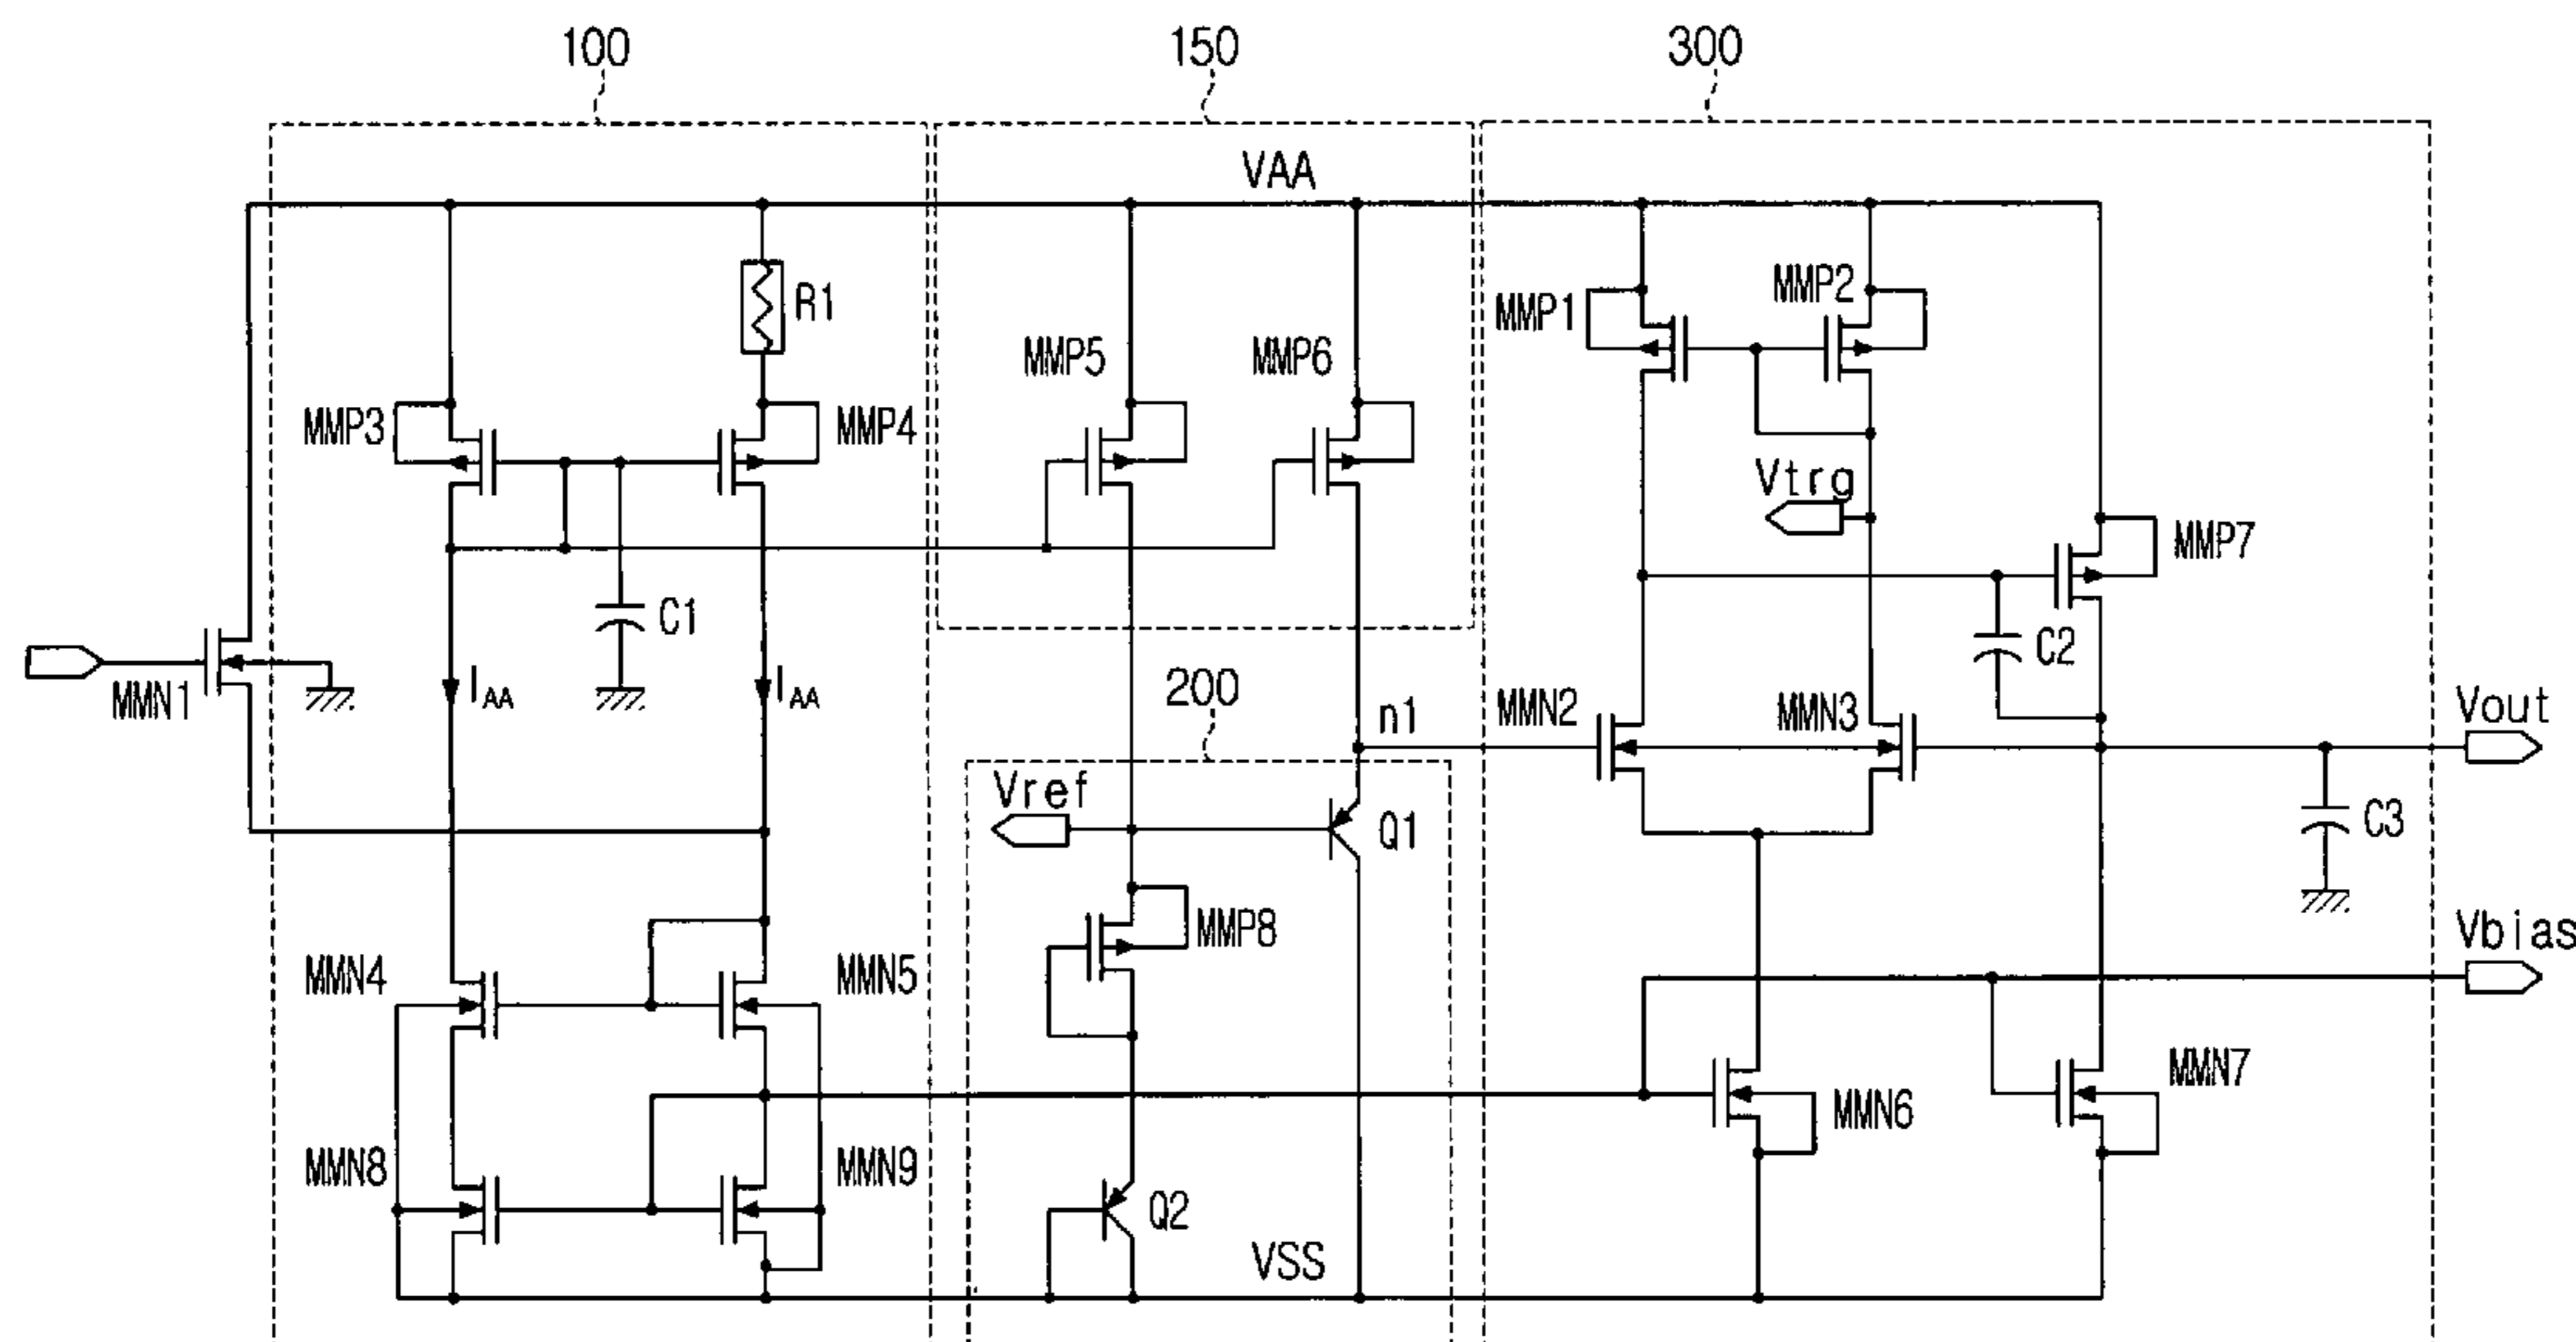 100
150
300
VAA
R1
MMP1
MMP2
MMP5
MMP6
MMP3
MMP4
Vtrg
MMP7
C1
C2
MMN1
IAA
IAA
200
n1
MMN2
MMN3
Vout
Vref
Q1
C3
MMP8
Vbias
MMN4
MMN5
MMN6
MMN7
MMN8
MMN9
Q2
VSS